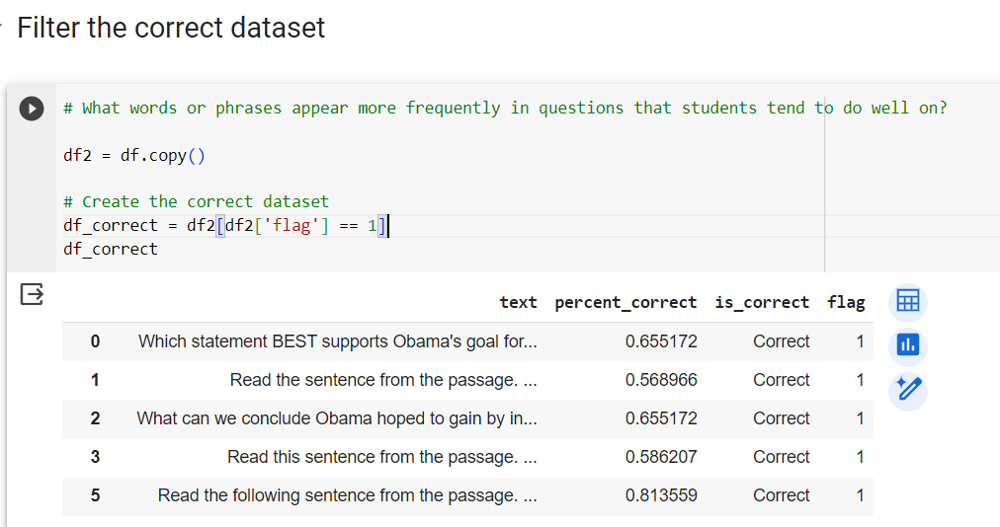 Filter the correct dataset
# What words or phrases appear more frequently in questions that students tend to do well on?
df2 = df.copy()
# Create the correct dataset
df_correct = df2[df2['flag'] == 1]
df_correct
text percent_correct is_correct flag
0 Which statement BEST supports Obama's goal for... 0.655172 Correct 1
1 Read the sentence from the passage. ... 0.568966 Correct 1
2 What can we conclude Obama hoped to gain by in... 0.655172 Correct 1
3 Read this sentence from the passage. ... 0.586207 Correct 1
5 Read the following sentence from the passage. ... 0.813559 Correct 1